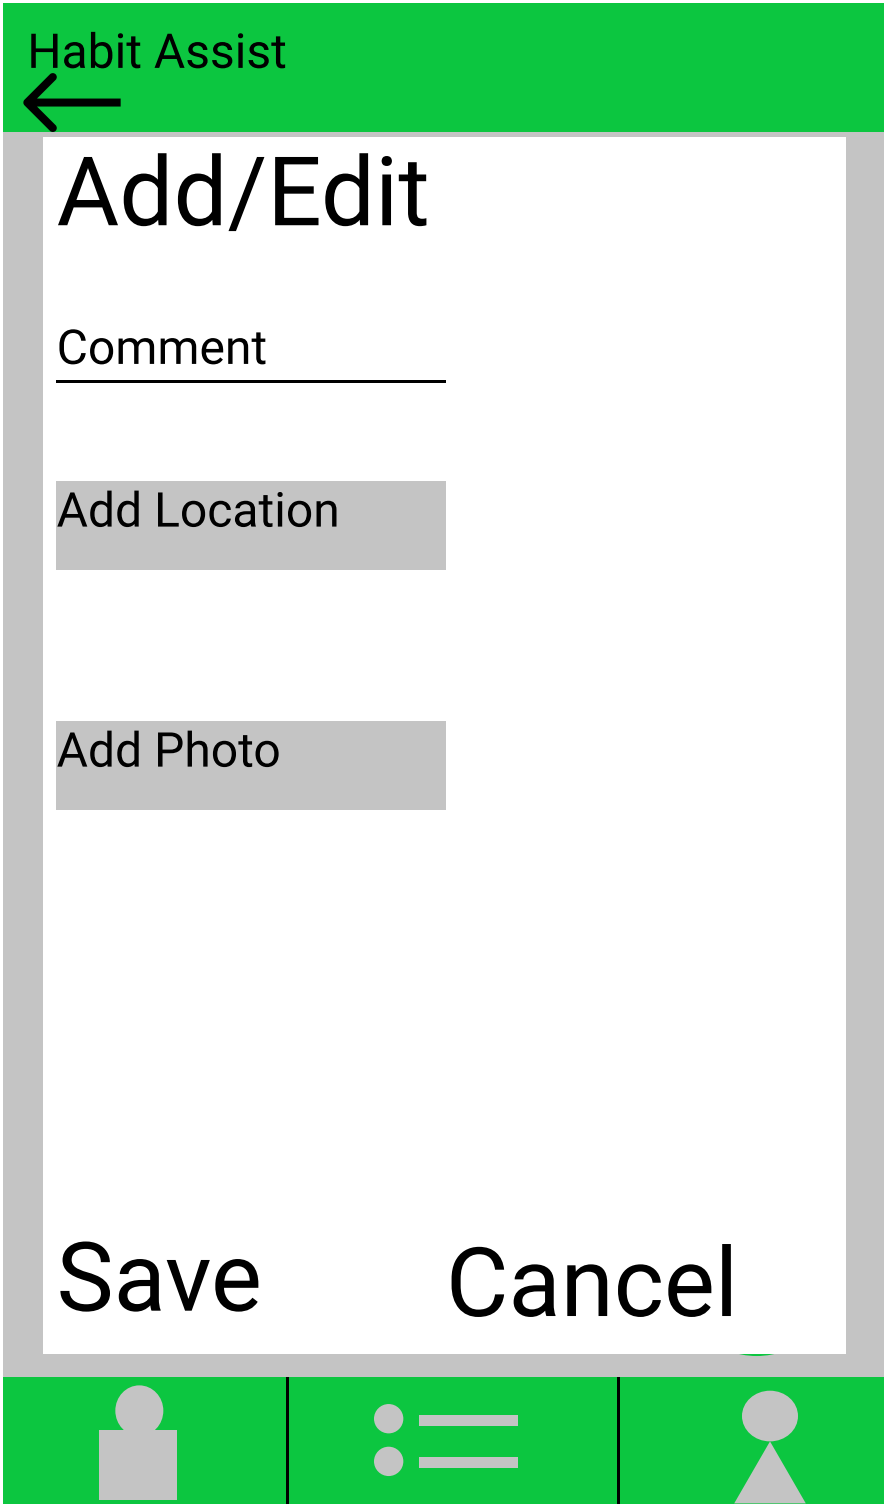 Habit Assist
Add/Edit
Comment
Add Location
Add Photo
Save Cancel